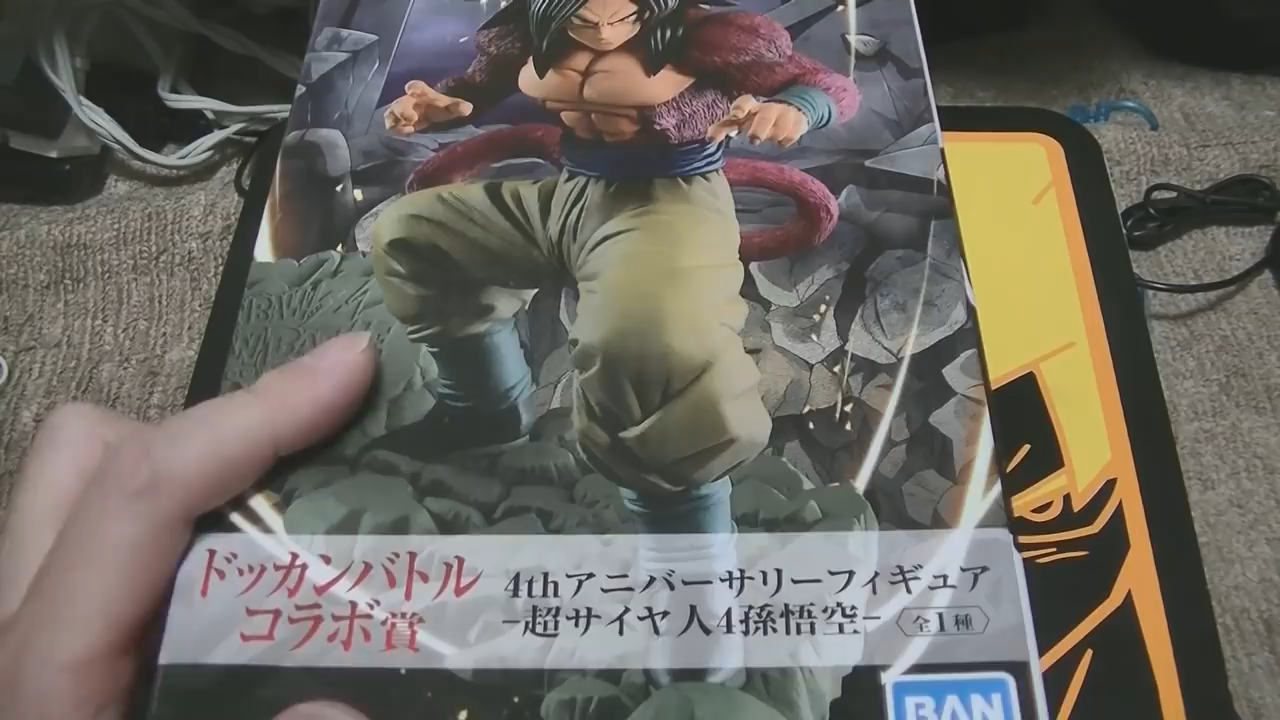 ドッカンバトル
コラボ賞
4thアニバーサリーフィギュア
-超サイヤ人4孫悟空-
全1種
BAN